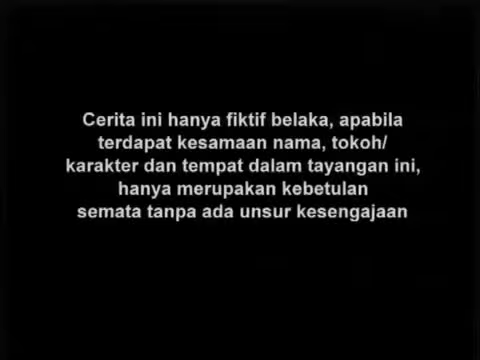 Cerita ini hanya fiktif belaka, apabila
terdapat kesamaan nama, tokoh/
karakter dan tempat dalam tayangan ini,
hanya merupakan kebetulan
semata tanpa ada unsur kesengajaan